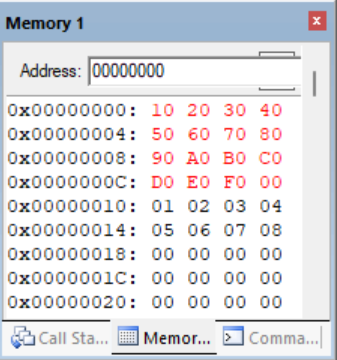 Memory 1
x
Address: 00000000
0x00000000: 10 20 30 40
0x00000004: 50 60 70 80
0x00000008: 90 A0 B0 C0
0x0000000C: D0 E0 F0 00
0x00000010: 01 02 03 04
0x00000014: 05 06 07 08
0x00000018: 00 00 00 00
0x0000001C: 00 00 00 00
0x00000020: 00 00 00 00
Call Sta... Memor... Comma...